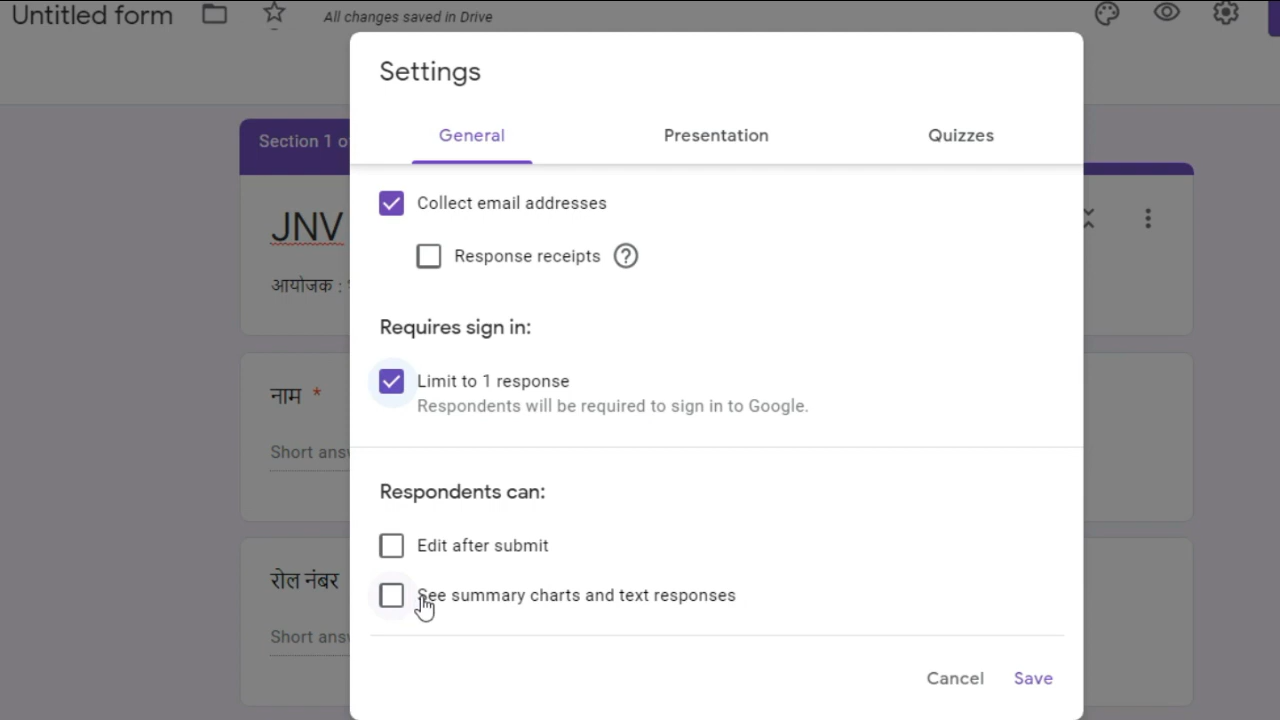 Untitled form
All changes saved in Drive
Settings
General
Presentation
Quizzes
Section 1
JNV
आयोजक :
Collect email addresses
Response receipts
Requires sign in:
Limit to 1 response
Respondents will be required to sign in to Google.
नाम *
Short
Respondents can:
Edit after submit
See summary charts and text responses
रोल नंबर
Short
Cancel
Save